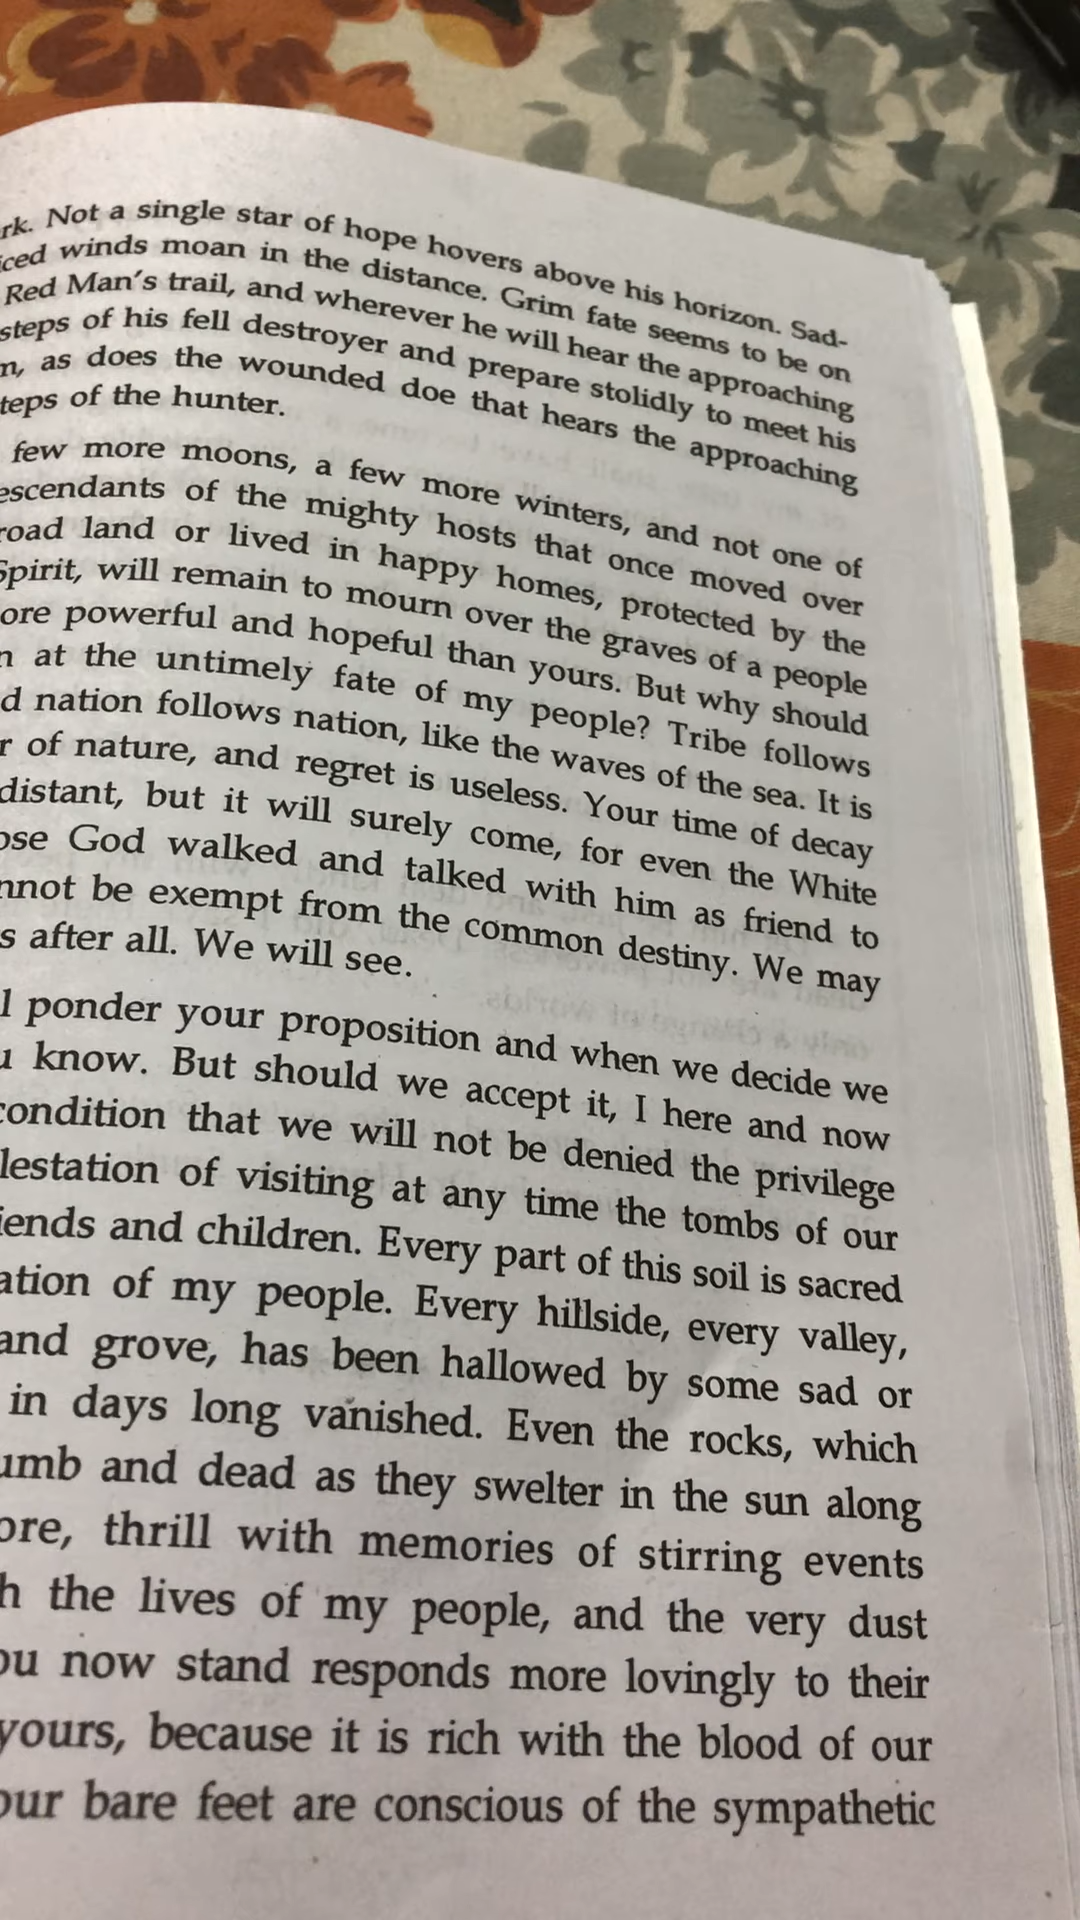 rk. Not a single star of hope hovers above his horizon. Sad-
iced winds moan in the distance. Grim fate seems to be on
Red Man's trail, and wherever he will hear the approaching
steps of his fell destroyer and prepare stolidly to meet his
n, as does the wounded doe that hears the approaching
teps of the hunter.
few more moons, a few more winters, and not one of
escendants of the mighty hosts that once moved over
road land or lived in happy homes, protected by the
Spirit, will remain to mourn over the graves of a people
ore powerful and hopeful than yours. But why should
n at the untimely fate of my people? Tribe follows
d nation follows nation, like the waves of the sea. It is
r of nature, and regret is useless. Your time of decay
distant, but it will surely come, for even the White
ose God walked and talked with him as friend to
nnot be exempt from the common destiny. We may
s after all. We will see.
l ponder your proposition and when we decide we
u know. But should we accept it, I here and now
condition that we will not be denied the privilege
lestation of visiting at any time the tombs of our
iends and children. Every part of this soil is sacred
ation of my people. Every hillside, every valley,
and grove, has been hallowed by some sad or
in days long vanished. Even the rocks, which
umb and dead as they swelter in the sun along
ore, thrill with memories of stirring events
h the lives of my people, and the very dust
ou now stand responds more lovingly to their
yours, because it is rich with the blood of our
our bare feet are conscious of the sympathetic